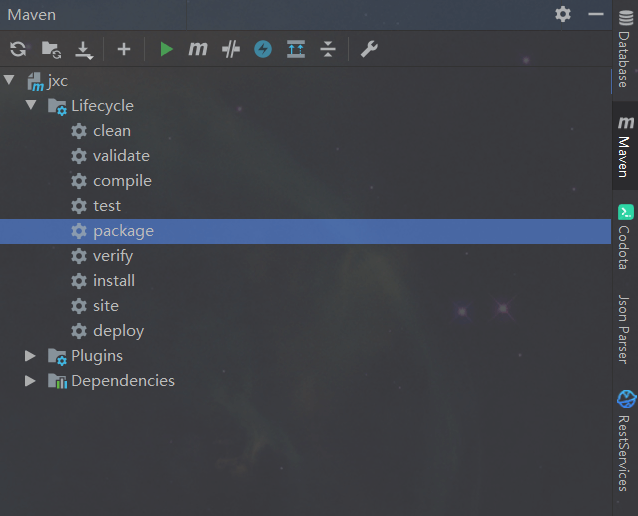 Maven
jxc
Lifecycle
clean
validate
compile
test
package
verify
install
site
deploy
Plugins
Dependencies
Database
Maven
Codota
Json Parser
RestServices